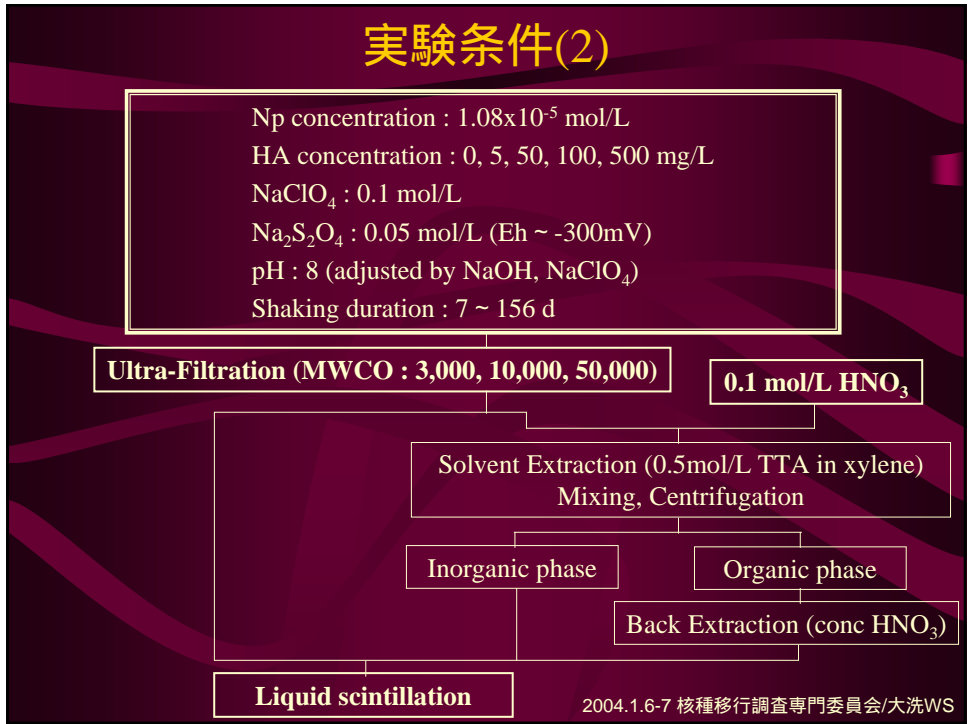 実験条件(2)
Np concentration : 1.08x10⁻⁵ mol/L
HA concentration : 0, 5, 50, 100, 500 mg/L
NaClO₄ : 0.1 mol/L
Na₂S₂O₄ : 0.05 mol/L (Eh ~ -300mV)
pH : 8 (adjusted by NaOH, NaClO₄)
Shaking duration : 7 ~ 156 d
Ultra-Filtration (MWCO : 3,000, 10,000, 50,000)
0.1 mol/L HNO₃
Solvent Extraction (0.5mol/L TTA in xylene)
Mixing, Centrifugation
Inorganic phase
Organic phase
Back Extraction (conc HNO₃)
Liquid scintillation
2004.1.6-7 核種移行調査専門委員会/大洗WS